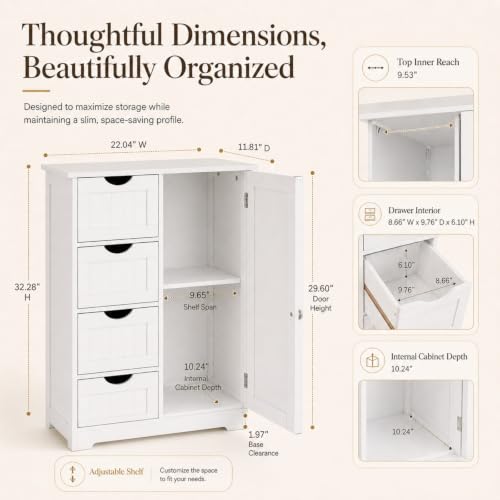 Thoughtful Dimensions,
Beautifully Organized
Designed to maximize storage while
maintaining a slim, space-saving profile.
22.04" W
11.81" D
32.28"
H
9.65"
Shelf Span
10.24"
Internal
Cabinet Depth
29.60"
Door
Height
1.97"
Base
Clearance
Adjustable Shelf
Customize the space
to fit your needs.
Top Inner Reach
9.53"
Drawer Interior
8.66" W x 9.76" D x 6.10" H
6.10"
8.66"
9.76"
Internal Cabinet Depth
10.24"
10.24"